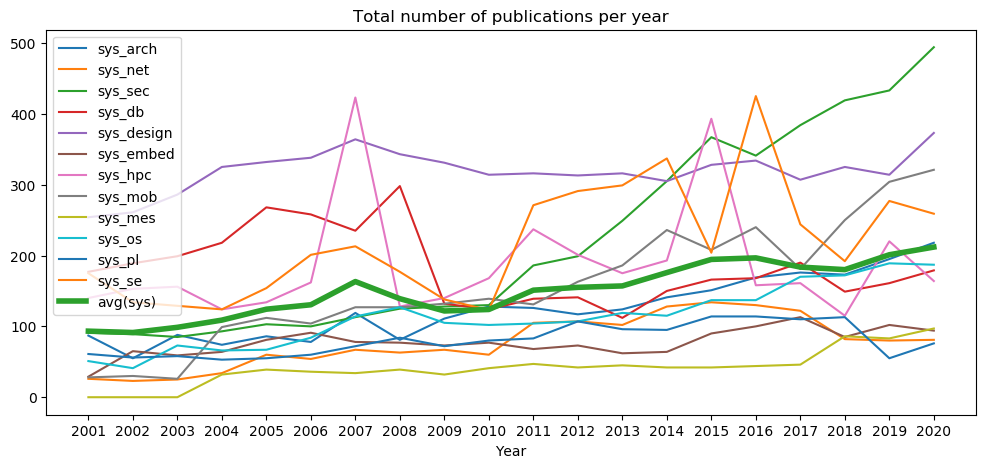 Total number of publications per year
500
400
300
200
100
0
sys_arch
sys_net
sys_sec
sys_db
sys_design
sys_embed
sys_hpc
sys_mob
sys_mes
sys_os
sys_pl
sys_se
avg(sys)
2001 2002 2003 2004 2005 2006 2007 2008 2009 2010 2011 2012 2013 2014 2015 2016 2017 2018 2019 2020
Year